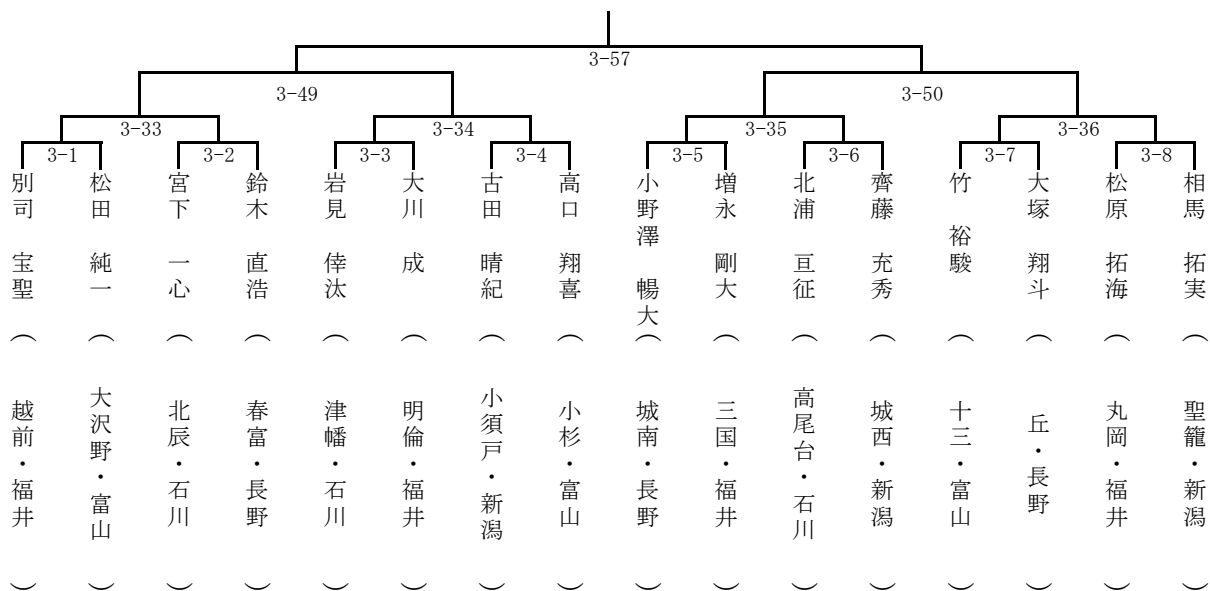 3-57
3-49
3-50
3-33
3-34
3-35
3-36
3-1
3-2
3-3
3-4
3-5
3-6
3-7
3-8
別司 宝聖 （ 越前・福井 ）
松田 純一 （ 大沢野・富山 ）
宮下 一心 （ 北辰・石川 ）
鈴木 直浩 （ 春富・長野 ）
岩見 倖汰 （ 津幡・石川 ）
大川 成 （ 明倫・福井 ）
古田 晴紀 （ 小須戸・新潟 ）
高口 翔喜 （ 小杉・富山 ）
小野澤 暢大 （ 城南・長野 ）
増永 剛大 （ 三国・福井 ）
北浦 亘征 （ 高尾台・石川 ）
齊藤 充秀 （ 城西・新潟 ）
竹 裕駿 （ 十三・富山 ）
大塚 翔斗 （ 丘・長野 ）
松原 拓海 （ 丸岡・福井 ）
相馬 拓実 （ 聖籠・新潟 ）